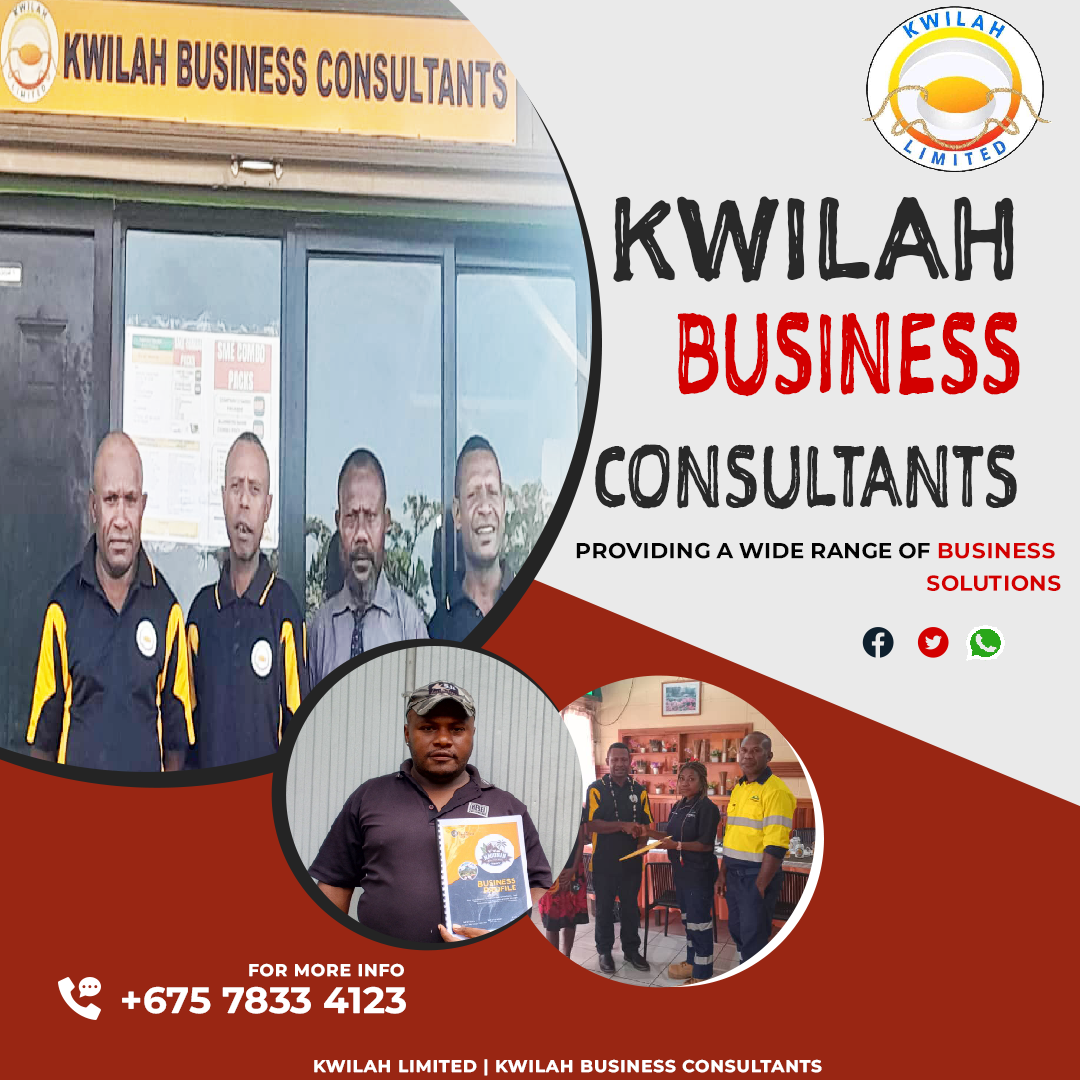 KWILAH
LIMITED
KWILAH BUSINESS CONSULTANTS
KWILAH
LIMITED
SME COMBO
PACKS
KWILAH
BUSINESS
CONSULTANTS
PROVIDING A WIDE RANGE OF BUSINESS
SOLUTIONS
BUSINESS
PROFILE
FOR MORE INFO
+675 7833 4123
KWILAH LIMITED | KWILAH BUSINESS CONSULTANTS